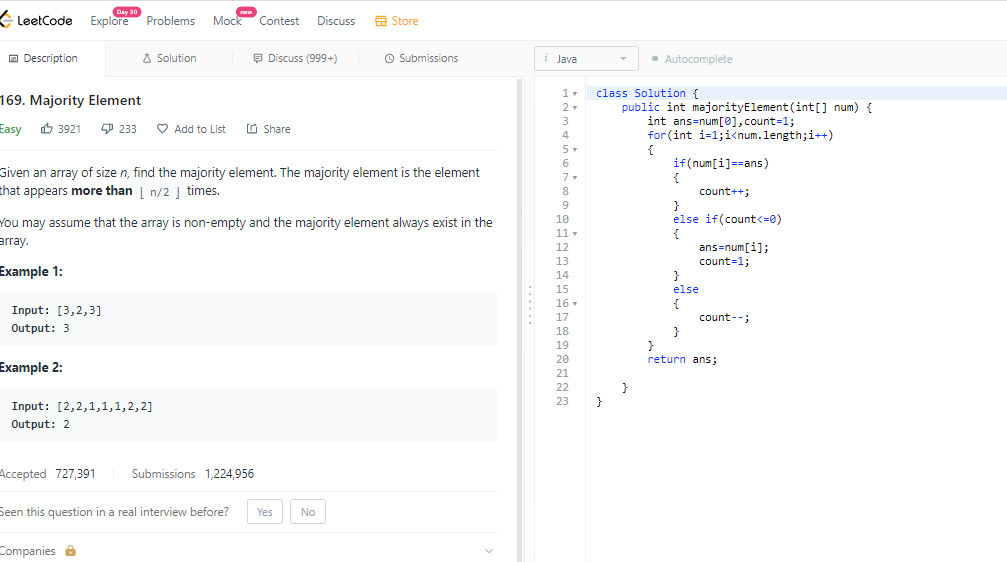 LeetCode
Explore
Day 30
Problems
Mock
new
Contest
Discuss
Store
Description
Solution
Discuss (999+)
Submissions
i Java
Autocomplete
169. Majority Element
Easy
3921
233
Add to List
Share
Given an array of size n, find the majority element. The majority element is the element
that appears more than ⌊ n/2 ⌋ times.
You may assume that the array is non-empty and the majority element always exist in the
array.
Example 1:
Input: [3,2,3]
Output: 3
Example 2:
Input: [2,2,1,1,1,2,2]
Output: 2
Accepted 727,391
Submissions 1,224,956
Seen this question in a real interview before?
Yes
No
Companies
1 class Solution {
2     public int majorityElement(int[] num) {
3         int ans=num[0],count=1;
4         for(int i=1;i<num.length;i++)
5         {
6             if(num[i]==ans)
7             {
8                 count++;
9             }
10             else if(count<=0)
11             {
12                 ans=num[i];
13                 count=1;
14             }
15             else
16             {
17                 count--;
18             }
19         }
20         return ans;
21
22     }
23 }